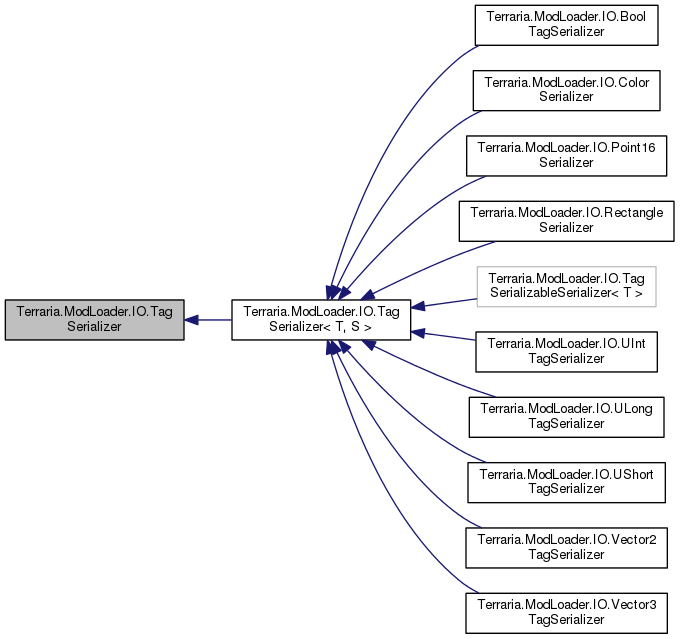 Terraria.ModLoader.IO.Tag
Serializer
Terraria.ModLoader.IO.Tag
Serializer< T, S >
Terraria.ModLoader.IO.Bool
TagSerializer
Terraria.ModLoader.IO.Color
Serializer
Terraria.ModLoader.IO.Point16
Serializer
Terraria.ModLoader.IO.Rectangle
Serializer
Terraria.ModLoader.IO.Tag
SerializableSerializer< T >
Terraria.ModLoader.IO.UInt
TagSerializer
Terraria.ModLoader.IO.ULong
TagSerializer
Terraria.ModLoader.IO.UShort
TagSerializer
Terraria.ModLoader.IO.Vector2
TagSerializer
Terraria.ModLoader.IO.Vector3
TagSerializer